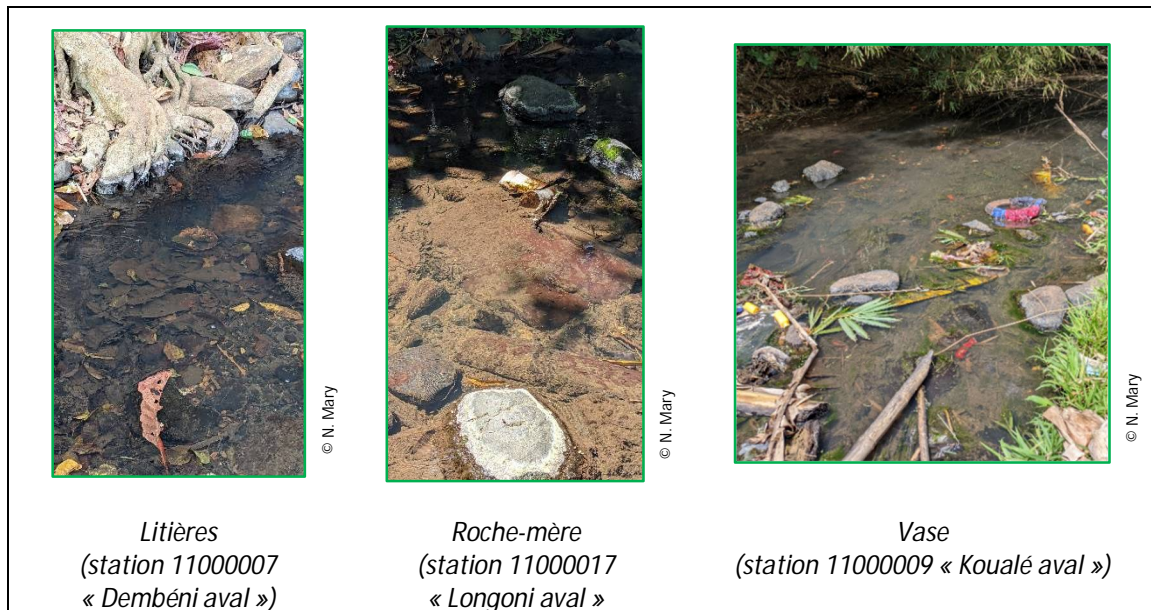 © N. Mary
© N. Mary
© N. Mary
Litières
(station 11000007
« Dembéni aval »)
Roche-mère
(station 11000017
« Longoni aval »
Vase
(station 11000009 « Koualé aval »)